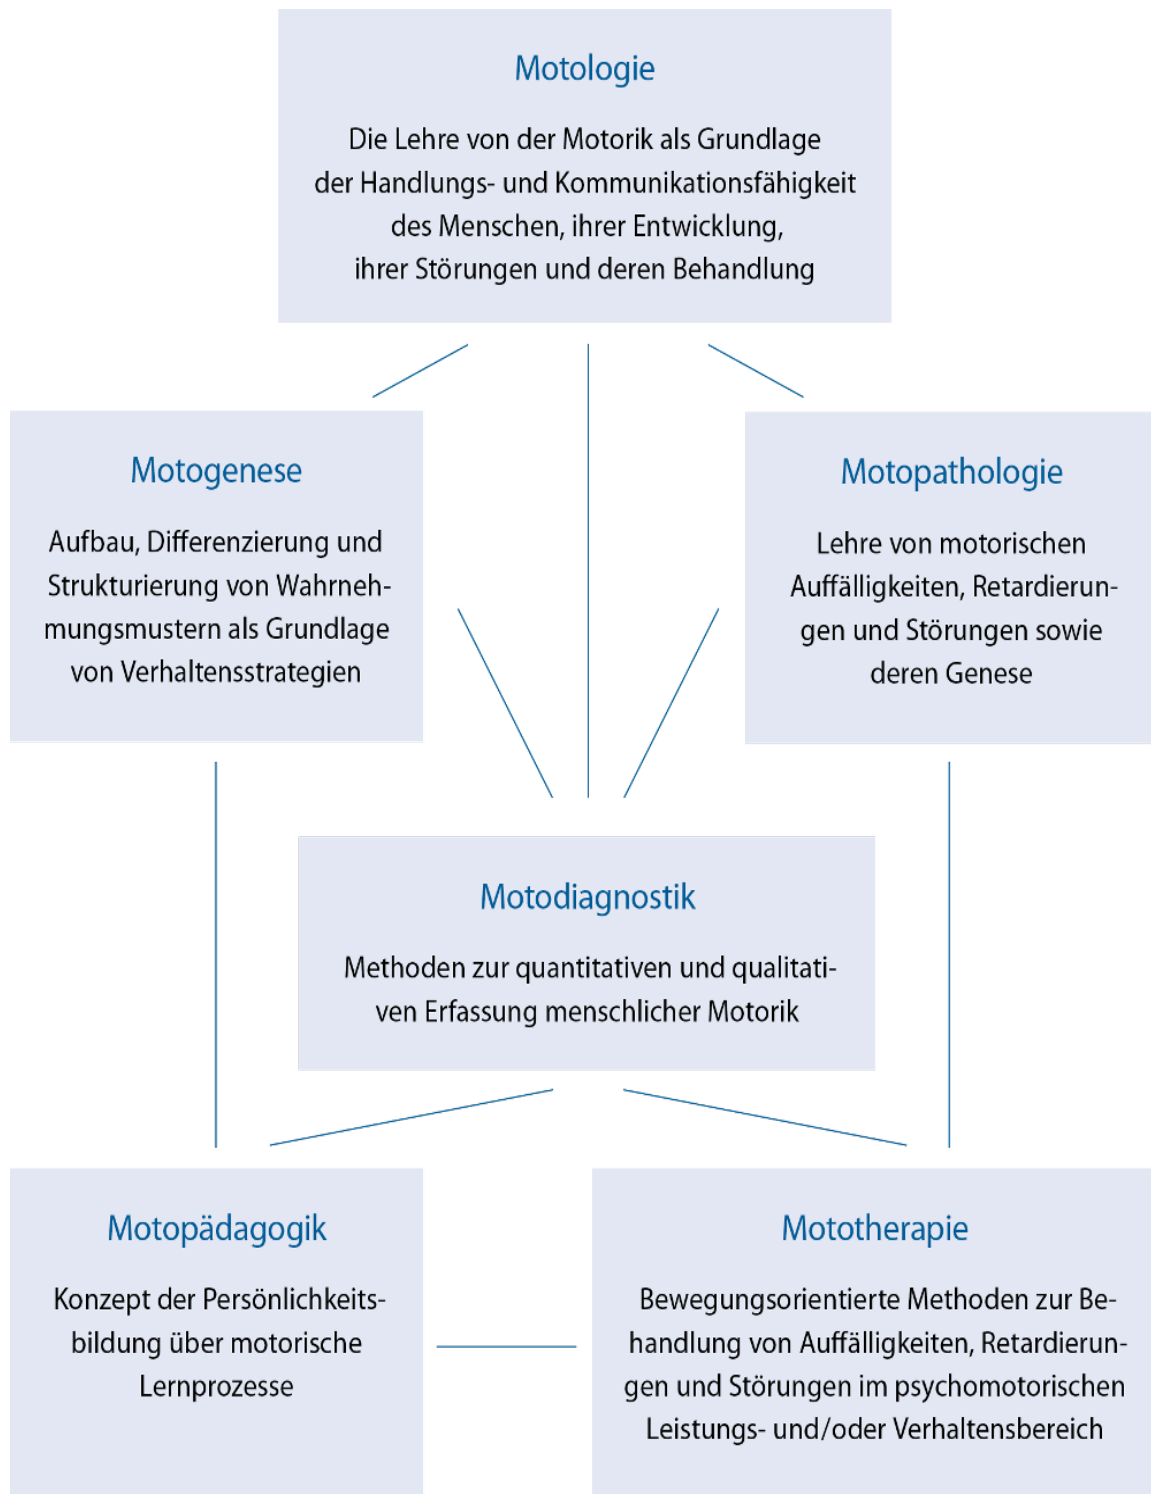 Motologie
Die Lehre von der Motorik als Grundlage
der Handlungs- und Kommunikationsfähigkeit
des Menschen, ihrer Entwicklung,
ihrer Störungen und deren Behandlung
Motogenese
Aufbau, Differenzierung und
Strukturierung von Wahrneh-
mungsmustern als Grundlage
von Verhaltensstrategien
Motopathologie
Lehre von motorischen
Auffälligkeiten, Retardierun-
gen und Störungen sowie
deren Genese
Motodiagnostik
Methoden zur quantitativen und qualitati-
ven Erfassung menschlicher Motorik
Motopädagogik
Konzept der Persönlichkeits-
bildung über motorische
Lernprozesse
Mototherapie
Bewegungsorientierte Methoden zur Be-
handlung von Auffälligkeiten, Retardierun-
gen und Störungen im psychomotorischen
Leistungs- und/oder Verhaltensbereich